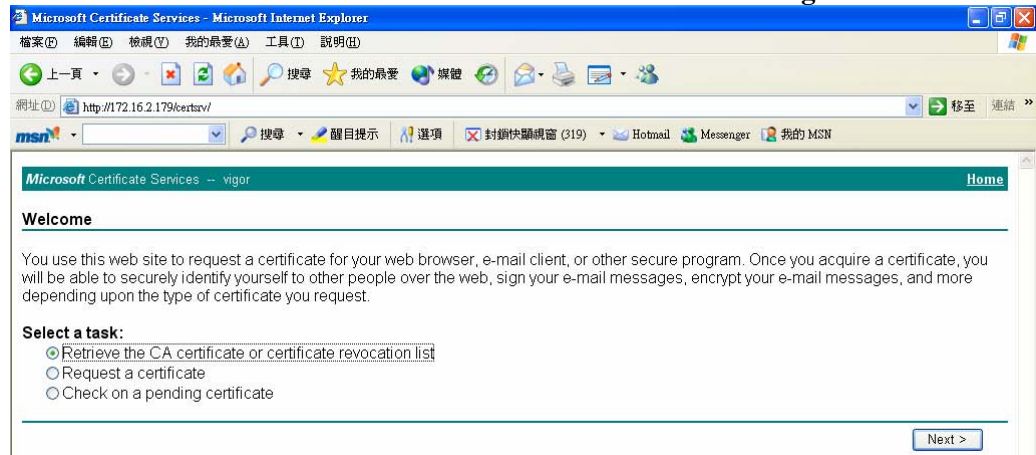 Microsoft Certificate Services - Microsoft Internet Explorer
檔案(F) 編輯(E) 檢視(V) 我的最愛(A) 工具(T) 說明(H)
上一頁 搜尋 我的最愛 媒體
網址(D) http://172.16.2.179/certsrv/ 移至 連結 »
msn 搜尋 醒目提示 選項 封鎖快顯視窗 (319) Hotmail Messenger 我的 MSN
Microsoft Certificate Services -- vigor Home
Welcome
You use this web site to request a certificate for your web browser, e-mail client, or other secure program. Once you acquire a certificate, you
will be able to securely identify yourself to other people over the web, sign your e-mail messages, encrypt your e-mail messages, and more
depending upon the type of certificate you request.
Select a task:
Retrieve the CA certificate or certificate revocation list
Request a certificate
Check on a pending certificate
Next >